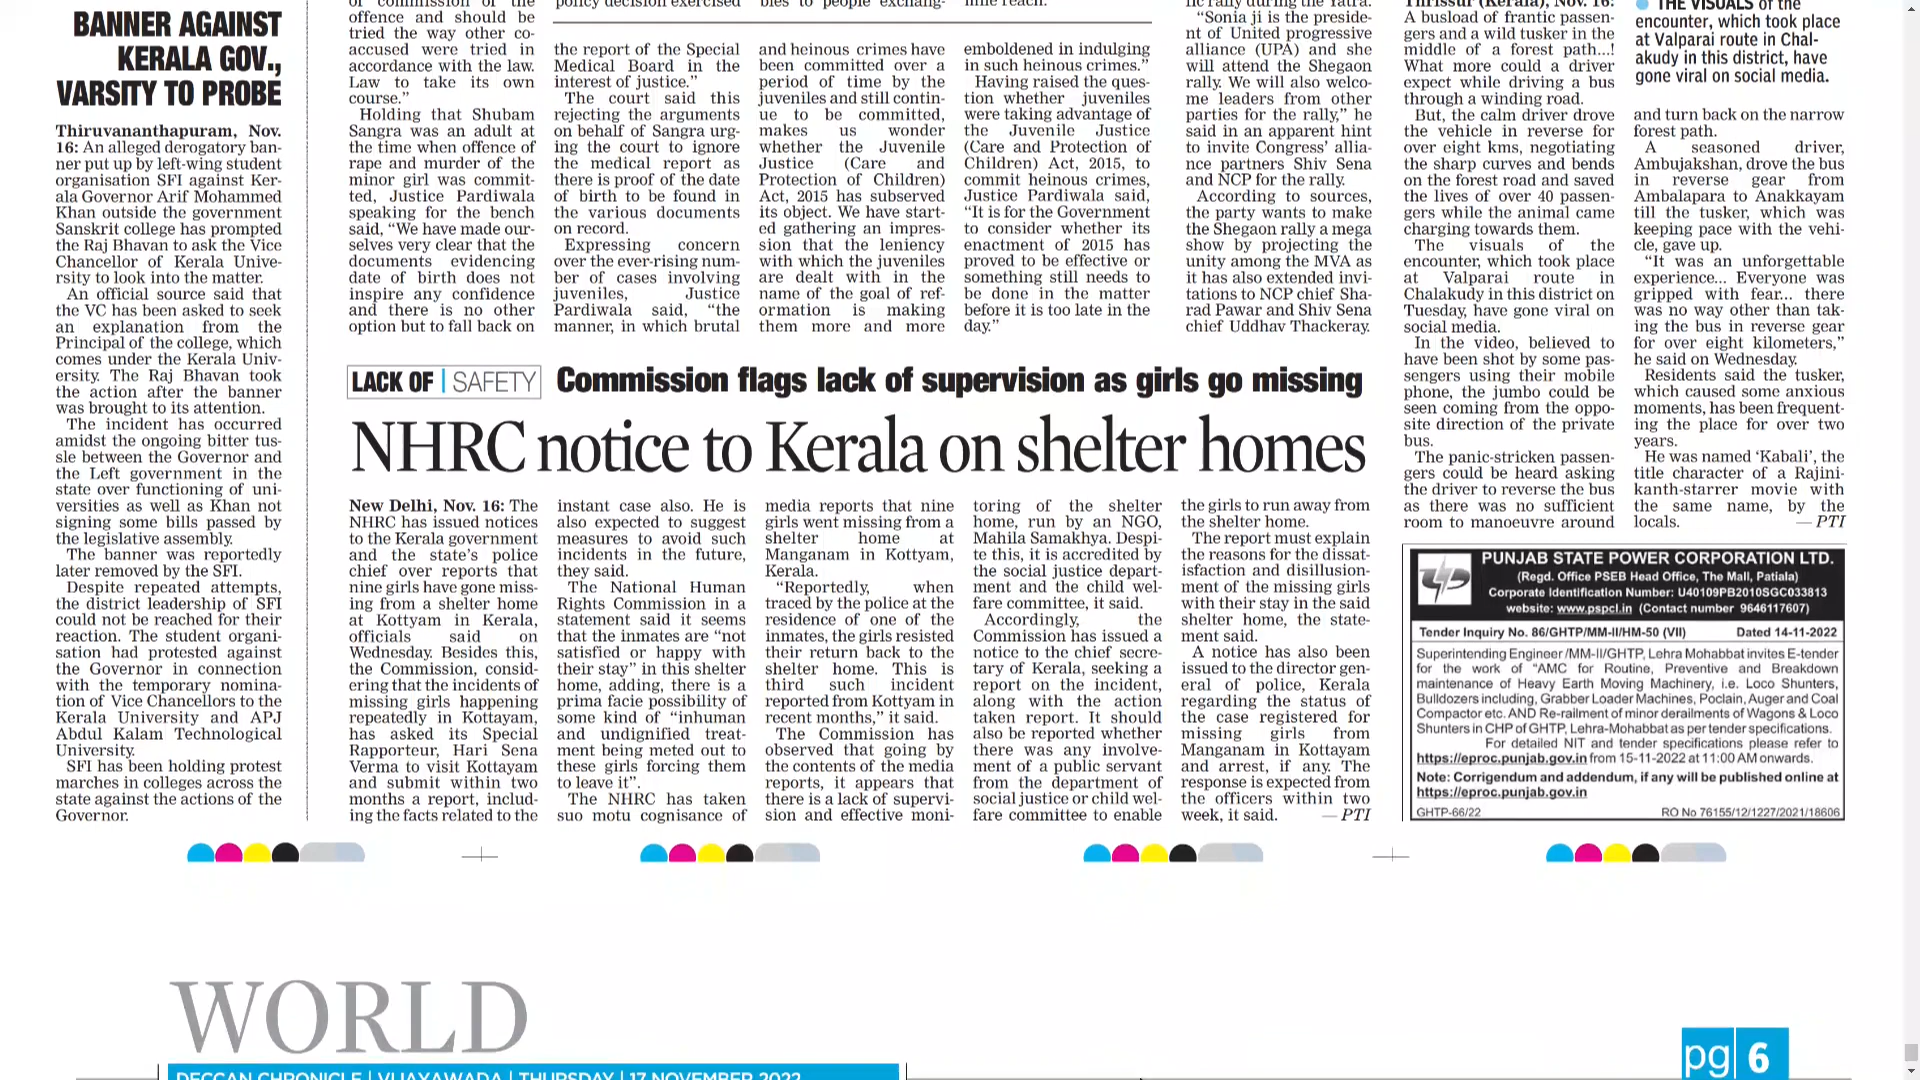 BANNER AGAINST
KERALA GOV.,
VARSITY TO PROBE
Thiruvananthapuram, Nov.
16: An alleged derogatory ban-
ner put up by left-wing student
organisation SFI against Ker-
ala Governor Arif Mohammed
Khan outside the government
Sanskrit college has prompted
the Raj Bhavan to ask the Vice
Chancellor of Kerala Unive-
rsity to look into the matter.
An official source said that
the VC has been asked to seek
an explanation from the
Principal of the college, which
comes under the Kerala Univ-
ersity. The Raj Bhavan took
the action after the banner
was brought to its attention.
The incident has occurred
amidst the ongoing bitter tus-
sle between the Governor and
the Left government in the
state over functioning of uni-
versities as well as Khan not
signing some bills passed by
the legislative assembly.
The banner was reportedly
later removed by the SFI.
Despite repeated attempts,
the district leadership of SFI
could not be reached for their
reaction. The student organi-
sation had protested against
the Governor in connection
with the temporary nomina-
tion of Vice Chancellors to the
Kerala University and APJ
Abdul Kalam Technological
University.
SFI has been holding protest
marches in colleges across the
state against the actions of the
Governor.
of commission of the
offence and should be
tried the way other co-
accused were tried in
accordance with the law.
Law to take its own
course."
Holding that Shubam
Sangra was an adult at
the time when offence of
rape and murder of the
minor girl was commit-
ted, Justice Pardiwala
speaking for the bench
said, "We have made our-
selves very clear that the
documents evidencing
date of birth does not
inspire any confidence
and there is no other
option but to fall back on
policy decision exercised
the report of the Special
Medical Board in the
interest of justice."
The court said this
rejecting the arguments
on behalf of Sangra urg-
ing the court to ignore
the medical report as
there is proof of the date
of birth to be found in
the various documents
on record.
Expressing concern
over the ever-rising num-
ber of cases involving
juveniles, Justice
Pardiwala said, "the
manner, in which brutal
bles to people exchang-
and heinous crimes have
been committed over a
period of time by the
juveniles and still contin-
ue to be committed,
makes us wonder
whether the Juvenile
Justice (Care and
Protection of Children)
Act, 2015 has subserved
its object. We have start-
ed gathering an impres-
sion that the leniency
with which the juveniles
are dealt with in the
name of the goal of ref-
ormation is making
them more and more
reach.
emboldened in indulging
in such heinous crimes."
Having raised the ques-
tion whether juveniles
were taking advantage of
the Juvenile Justice
(Care and Protection of
Children) Act, 2015, to
commit heinous crimes,
Justice Pardiwala said,
"It is for the Government
to consider whether its
enactment of 2015 has
proved to be effective or
something still needs to
be done in the matter
before it is too late in the
day."
rally during the Yatra.
"Sonia ji is the preside-
nt of United progressive
alliance (UPA) and she
will attend the Shegaon
rally. We will also welco-
me leaders from other
parties for the rally," he
said in an apparent hint
to invite Congress' allia-
nce partners Shiv Sena
and NCP for the rally.
According to sources,
the party wants to make
the Shegaon rally a mega
show by projecting the
unity among the MVA as
it has also extended invi-
tations to NCP chief Sha-
rad Pawar and Shiv Sena
chief Uddhav Thackeray.
Thrissur (Kerala), Nov. 16:
A busload of frantic passen-
gers and a wild tusker in the
middle of a forest path...!
What more could a driver
expect while driving a bus
through a winding road.
But, the calm driver drove
the vehicle in reverse for
over eight kms, negotiating
the sharp curves and bends
on the forest road and saved
the lives of over 40 passen-
gers while the animal came
charging towards them.
The visuals of the
encounter, which took place
at Valparai route in
Chalakudy in this district on
Tuesday, have gone viral on
social media.
In the video, believed to
have been shot by some pas-
sengers using their mobile
phone, the jumbo could be
seen coming from the oppo-
site direction of the private
bus.
The panic-stricken passen-
gers could be heard asking
the driver to reverse the bus
as there was no sufficient
room to manoeuvre around
THE VISUALS of the
encounter, which took place
at Valparai route in Chal-
akudy in this district, have
gone viral on social media.
and turn back on the narrow
forest path.
A seasoned driver,
Ambujakshan, drove the bus
in reverse gear from
Ambalapara to Anakkayam
till the tusker, which was
keeping pace with the vehi-
cle, gave up.
"It was an unforgettable
experience... Everyone was
gripped with fear... there
was no way other than tak-
ing the bus in reverse gear
for over eight kilometers,"
he said on Wednesday.
Residents said the tusker,
which caused some anxious
moments, has been frequent-
ing the place for over two
years.
He was named 'Kabali', the
title character of a Rajini-
kanth-starrer movie with
the same name, by the
locals. — PTI
LACK OF | SAFETY Commission flags lack of supervision as girls go missing
NHRC notice to Kerala on shelter homes
New Delhi, Nov. 16: The
NHRC has issued notices
to the Kerala government
and the state's police
chief over reports that
nine girls have gone miss-
ing from a shelter home
at Kottyam in Kerala,
officials said on
Wednesday. Besides this,
the Commission, consid-
ering that the incidents of
missing girls happening
repeatedly in Kottayam,
has asked its Special
Rapporteur, Hari Sena
Verma to visit Kottayam
and submit within two
months a report, includ-
ing the facts related to the
instant case also. He is
also expected to suggest
measures to avoid such
incidents in the future,
they said.
The National Human
Rights Commission in a
statement said it seems
that the inmates are "not
satisfied or happy with
their stay" in this shelter
home, adding, there is a
prima facie possibility of
some kind of "inhuman
and undignified treat-
ment being meted out to
these girls forcing them
to leave it".
The NHRC has taken
suo motu cognisance of
media reports that nine
girls went missing from a
shelter home at
Manganam in Kottyam,
Kerala.
"Reportedly, when
traced by the police at the
residence of one of the
inmates, the girls resisted
their return back to the
shelter home. This is
third such incident
reported from Kottyam in
recent months," it said.
The Commission has
observed that going by
the contents of the media
reports, it appears that
there is a lack of supervi-
sion and effective moni-
toring of the shelter
home, run by an NGO,
Mahila Samakhya. Despi-
te this, it is accredited by
the social justice depart-
ment and the child wel-
fare committee, it said.
Accordingly, the
Commission has issued a
notice to the chief secre-
tary of Kerala, seeking a
report on the incident,
along with the action
taken report. It should
also be reported whether
there was any involve-
ment of a public servant
from the department of
social justice or child wel-
fare committee to enable
the girls to run away from
the shelter home.
The report must explain
the reasons for the dissat-
isfaction and disillusion-
ment of the missing girls
with their stay in the said
shelter home, the state-
ment said.
A notice has also been
issued to the director gen-
eral of police, Kerala
regarding the status of
the case registered for
missing girls from
Manganam in Kottayam
and arrest, if any. The
response is expected from
the officers within two
week, it said. — PTI
PUNJAB STATE POWER CORPORATION LTD.
(Regd. Office PSEB Head Office, The Mall, Patiala)
Corporate Identification Number: U40109PB2010SGC033813
website: www.pspcl.in (Contact number 9646117607)
Tender Inquiry No. 86/GHTP/MM-II/HM-50 (VII) Dated 14-11-2022
Superintending Engineer /MM-II/GHTP, Lehra Mohabbat invites E-tender
for the work of "AMC for Routine, Preventive and Breakdown
maintenance of Heavy Earth Moving Machinery, i.e. Loco Shunters,
Bulldozers including, Grabber Loader Machines, Poclain, Auger and Coal
Compactor etc. AND Re-railment of minor derailments of Wagons & Loco
Shunters in CHP of GHTP, Lehra-Mohabbat as per tender specifications.
For detailed NIT and tender specifications please refer to
https://eproc.punjab.gov.in from 15-11-2022 at 11:00 AM onwards.
Note: Corrigendum and addendum, if any will be published online at
https://eproc.punjab.gov.in
GHTP-66/22 RO No 76155/12/1227/2021/18606
WORLD
pg 6
DECCAN CHRONICLE | VIJAYAWADA | THURSDAY | 17 NOVEMBER 2022